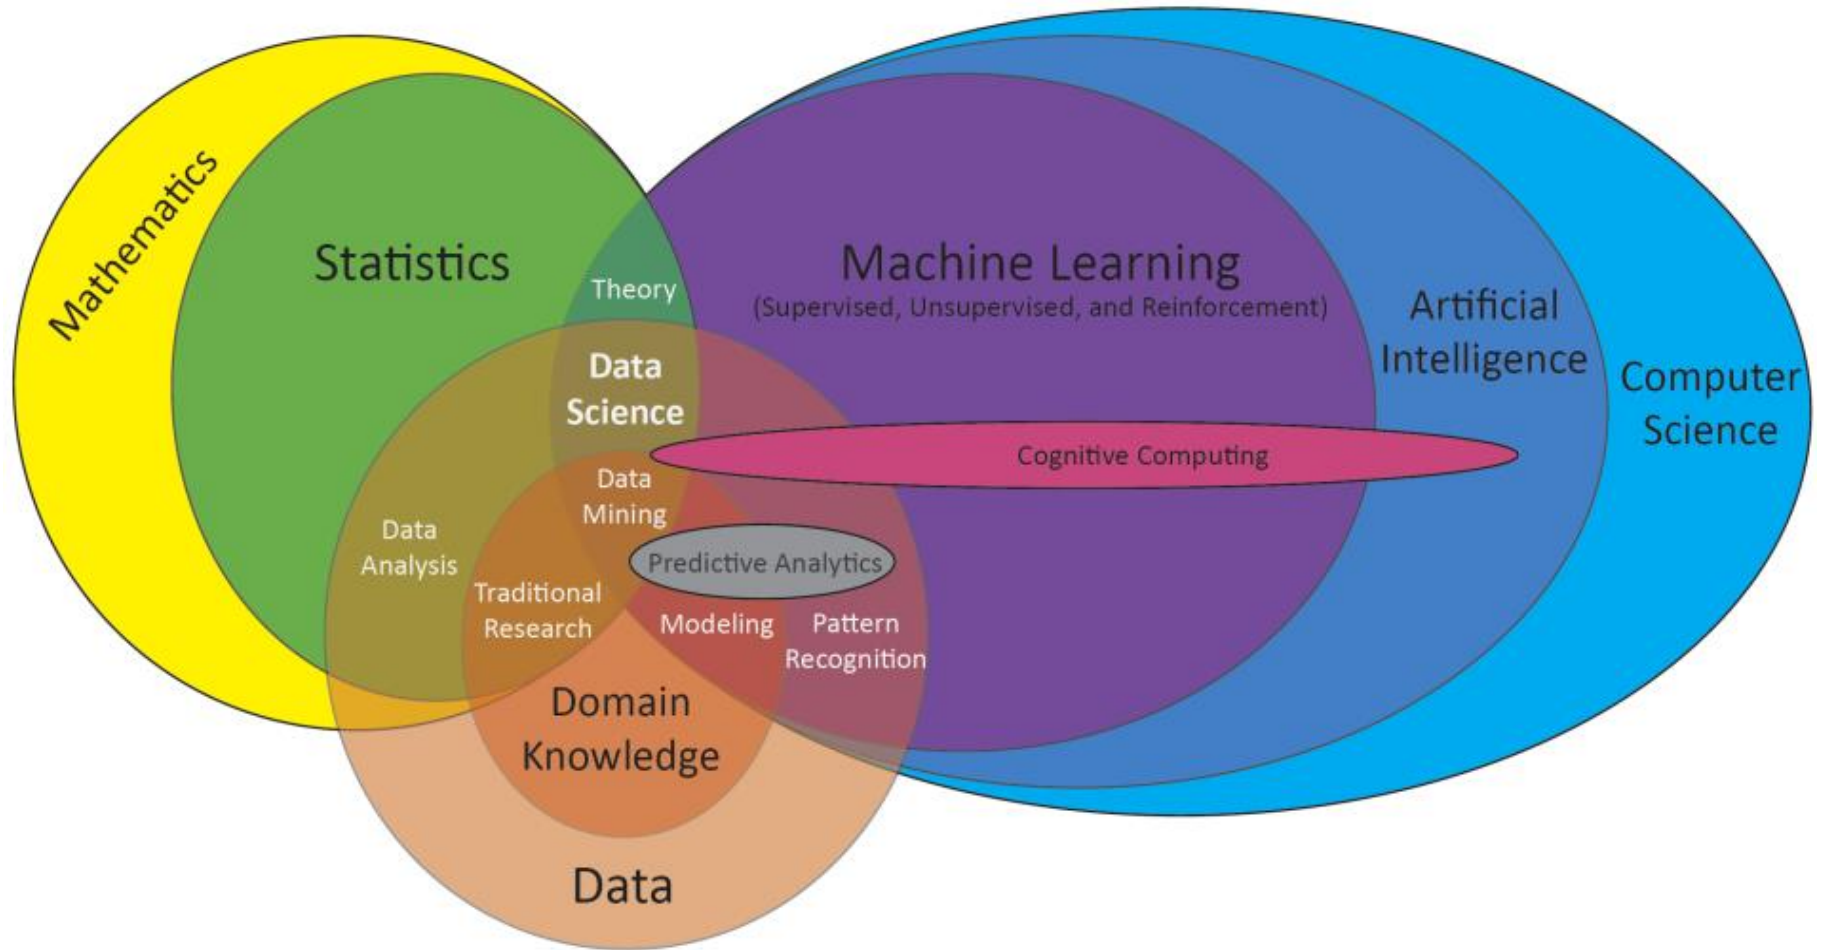 Mathematics
Statistics
Theory
Machine Learning
(Supervised, Unsupervised, and Reinforcement)
Artificial
Intelligence
Computer
Science
Data
Science
Cognitive Computing
Data
Mining
Data
Analysis
Predictive Analytics
Traditional
Research
Modeling
Pattern
Recognition
Domain
Knowledge
Data